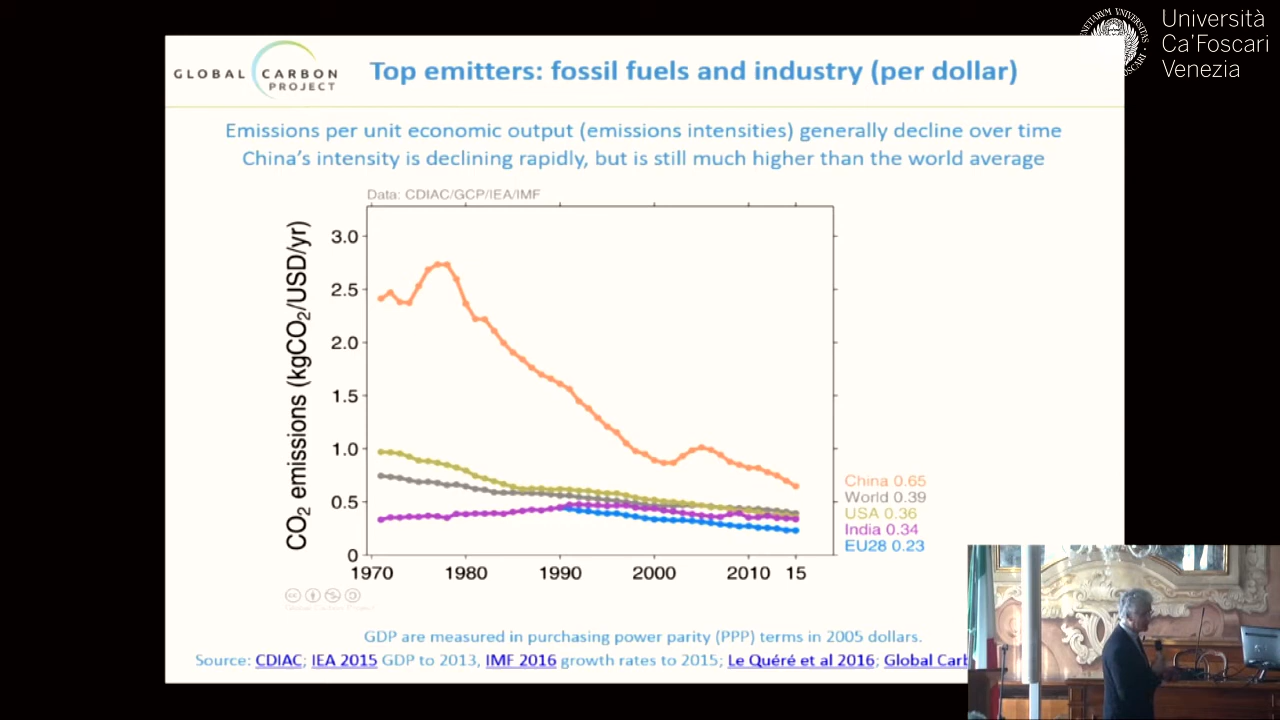 Università
Ca'Foscari
Venezia
GLOBAL CARBON
PROJECT
Top emitters: fossil fuels and industry (per dollar)
Emissions per unit economic output (emissions intensities) generally decline over time
China's intensity is declining rapidly, but is still much higher than the world average
Data: CDIAC/GCP/IEA/IMF
CO2 emissions (kgCO2/USD/yr)
3.0
2.5
2.0
1.5
1.0
0.5
0
1970 1980 1990 2000 2010 15
China 0.65
World 0.39
USA 0.36
India 0.34
EU28 0.23
Global Carbon Project
GDP are measured in purchasing power parity (PPP) terms in 2005 dollars.
Source: CDIAC; IEA 2015 GDP to 2013, IMF 2016 growth rates to 2015; Le Quéré et al 2016; Global Carb